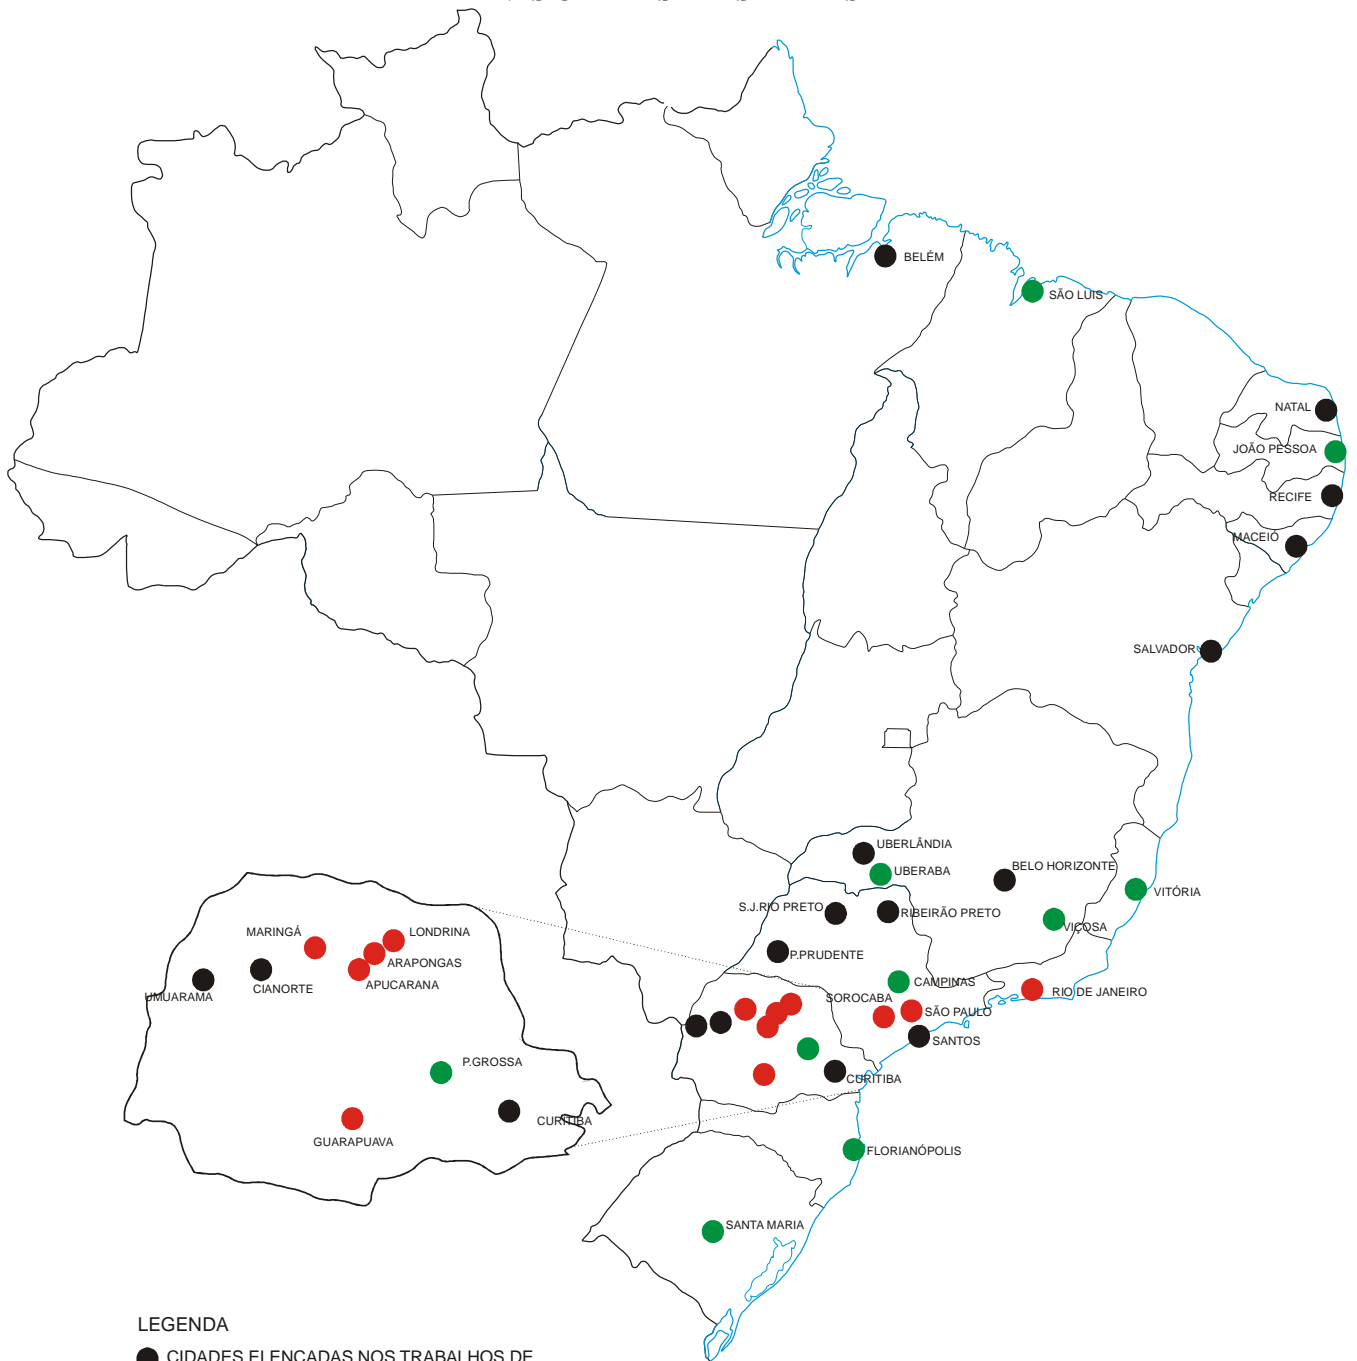 BELÉM
SÃO LUIS
NATAL
JOÃO PESSOA
RECIFE
MACEIÓ
SALVADOR
UBERLÂNDIA
UBERABA
BELO HORIZONTE
VITÓRIA
S.J.RIO PRETO
RIBEIRÃO PRETO
VIÇOSA
P.PRUDENTE
CAMPINAS
SOROCABA
RIO DE JANEIRO
SÃO PAULO
SANTOS
CURITIBA
FLORIANÓPOLIS
SANTA MARIA
MARINGÁ
LONDRINA
ARAPONGAS
APUCARANA
CIANORTE
UMUARAMA
P.GROSSA
CURITUBA
GUARAPUAVA
LEGENDA
CIDADES ELENCADAS NOS TRABALHOS DE